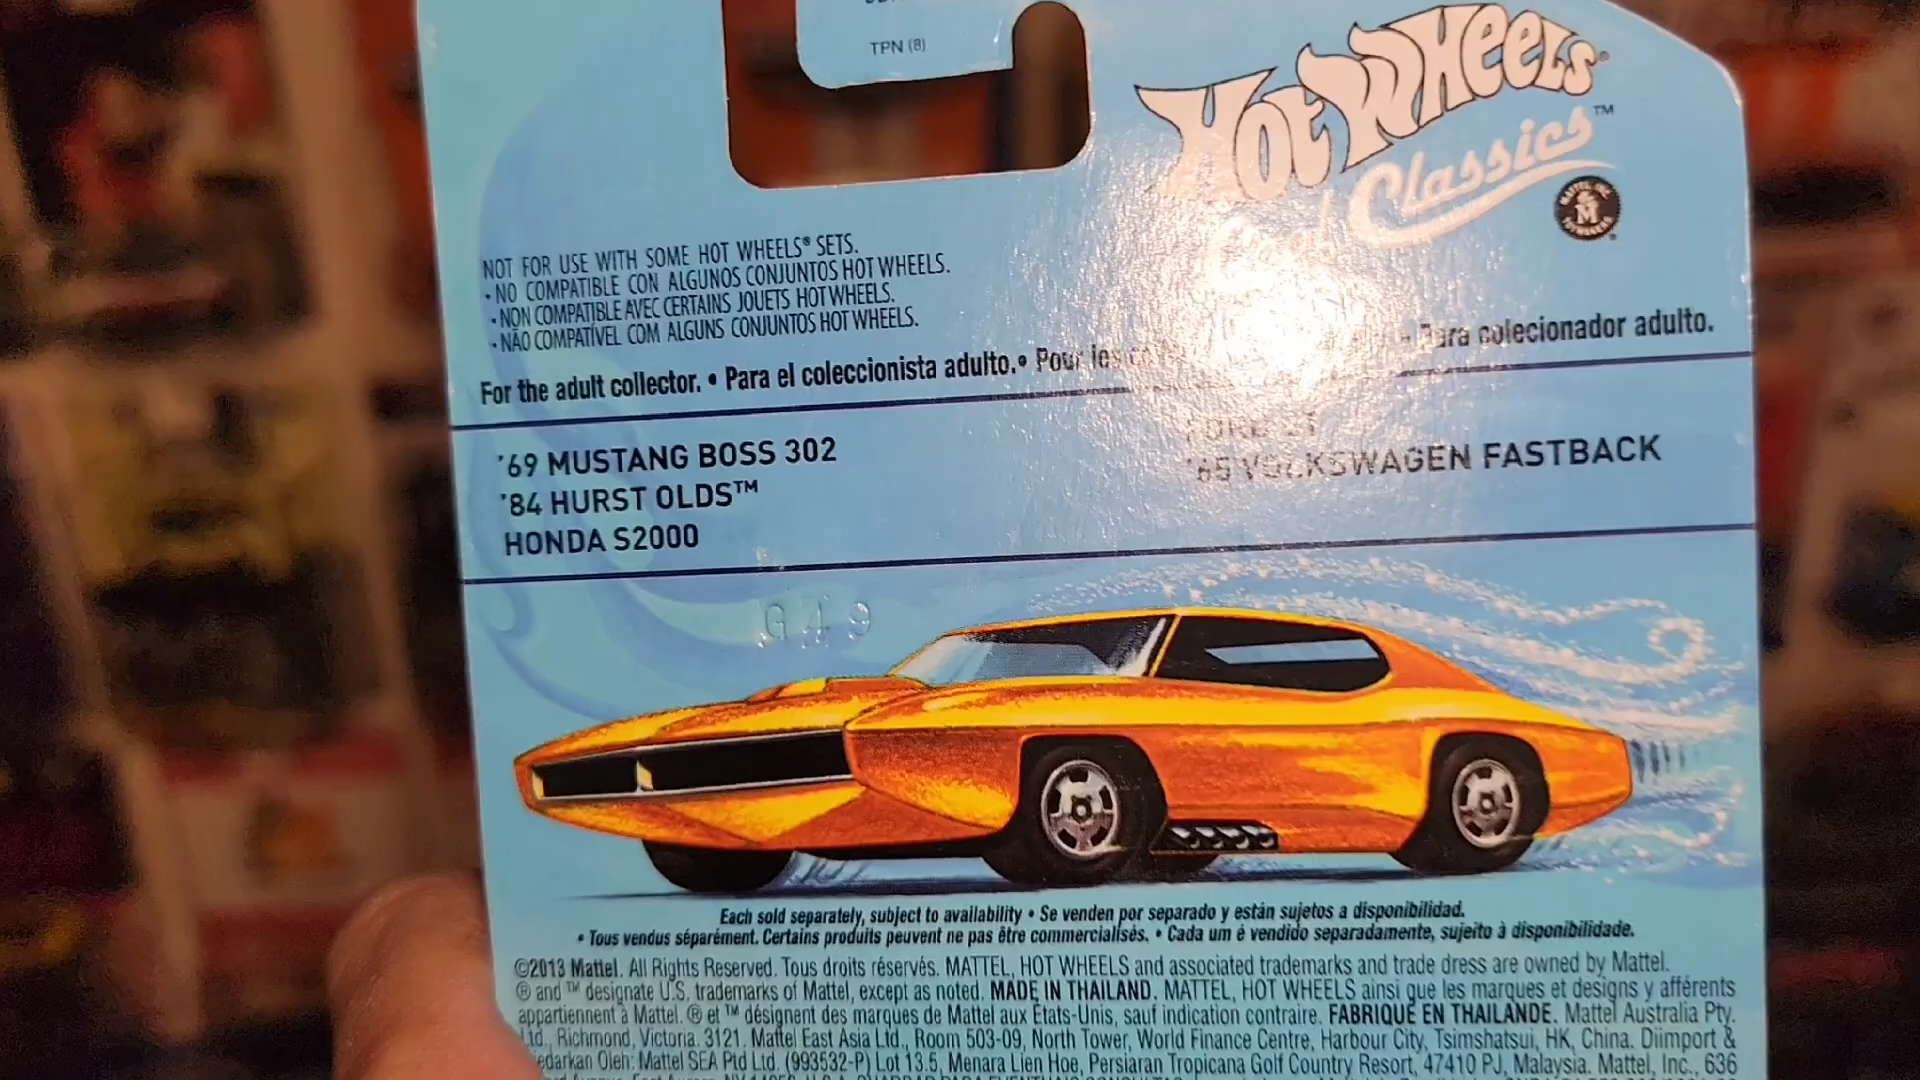 TPN (8)
HOT WHEELS®
Cool Classics™
NOT FOR USE WITH SOME HOT WHEELS® SETS.
• NO COMPATIBLE CON ALGUNOS CONJUNTOS HOT WHEELS.
• NON COMPATIBLE AVEC CERTAINS JOUETS HOT WHEELS.
• NÃO COMPATÍVEL COM ALGUNS CONJUNTOS HOT WHEELS.
For the adult collector. • Para el coleccionista adulto. • Pour les • Para colecionador adulto.
'69 MUSTANG BOSS 302
'84 HURST OLDS™
HONDA S2000
FORD GT
'65 VOLKSWAGEN FASTBACK
G49
Each sold separately, subject to availability • Se venden por separado y están sujetos a disponibilidad.
• Tous vendus séparément. Certains produits peuvent ne pas être commercialisés. • Cada um é vendido separadamente, sujeito à disponibilidade.
©2013 Mattel. All Rights Reserved. Tous droits réservés. MATTEL, HOT WHEELS and associated trademarks and trade dress are owned by Mattel.
® and ™ designate U.S. trademarks of Mattel, except as noted. MADE IN THAILAND. MATTEL, HOT WHEELS ainsi que les marques et designs y afférents
appartiennent à Mattel. ® et ™ désignent des marques de Mattel aux États-Unis, sauf indication contraire. FABRIQUÉ EN THAÏLANDE. Mattel Australia Pty.
Ltd., Richmond, Victoria. 3121. Mattel East Asia Ltd., Room 503-09, North Tower, World Finance Centre, Harbour City, Tsimshatsui, HK, China. Diimport &
edarkan Oleh: Mattel SEA Ptd Ltd. (993532-P) Lot 13.5, Menara Lien Hoe, Persiaran Tropicana Golf Country Resort, 47410 PJ, Malaysia. Mattel, Inc., 636